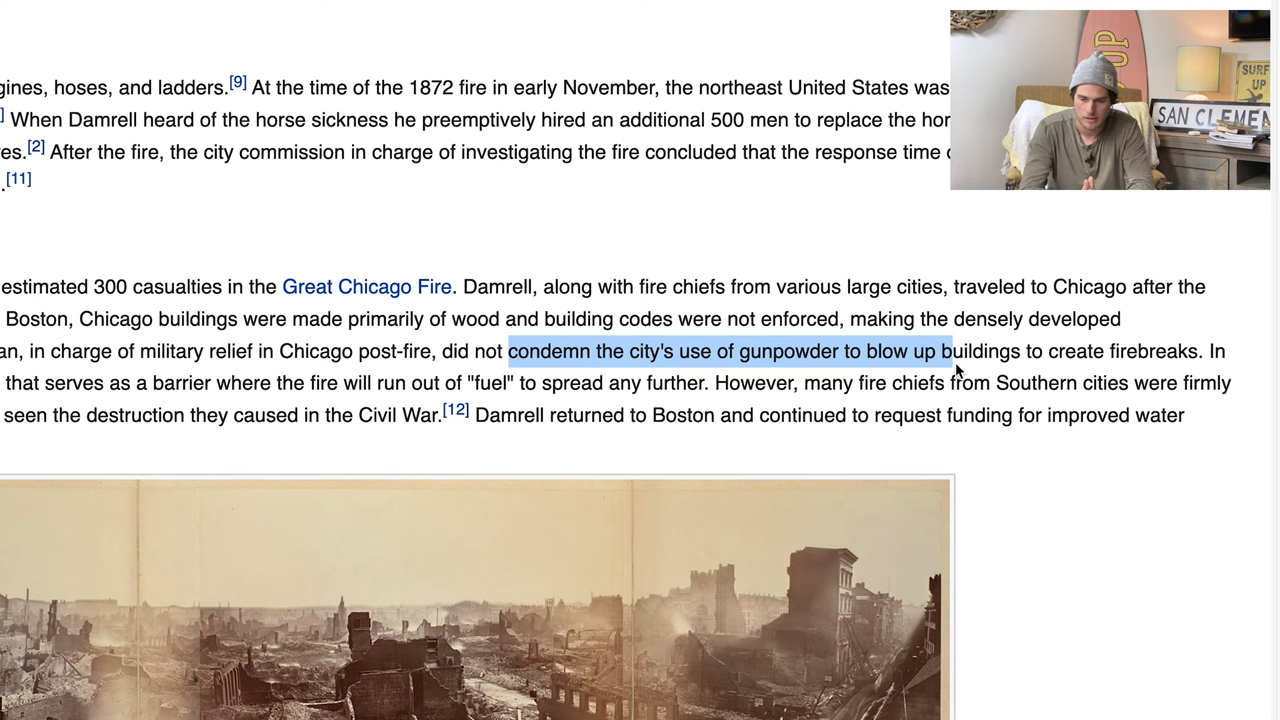 gines, hoses, and ladders.[9] At the time of the 1872 fire in early November, the northeast United States was
] When Damrell heard of the horse sickness he preemptively hired an additional 500 men to replace the hor
es.[2] After the fire, the city commission in charge of investigating the fire concluded that the response time
.[11]
UP
SURF
UP
SAN CLEMEN
estimated 300 casualties in the Great Chicago Fire. Damrell, along with fire chiefs from various large cities, traveled to Chicago after the
Boston, Chicago buildings were made primarily of wood and building codes were not enforced, making the densely developed
an, in charge of military relief in Chicago post-fire, did not condemn the city's use of gunpowder to blow up buildings to create firebreaks. In
that serves as a barrier where the fire will run out of "fuel" to spread any further. However, many fire chiefs from Southern cities were firmly
seen the destruction they caused in the Civil War.[12] Damrell returned to Boston and continued to request funding for improved water